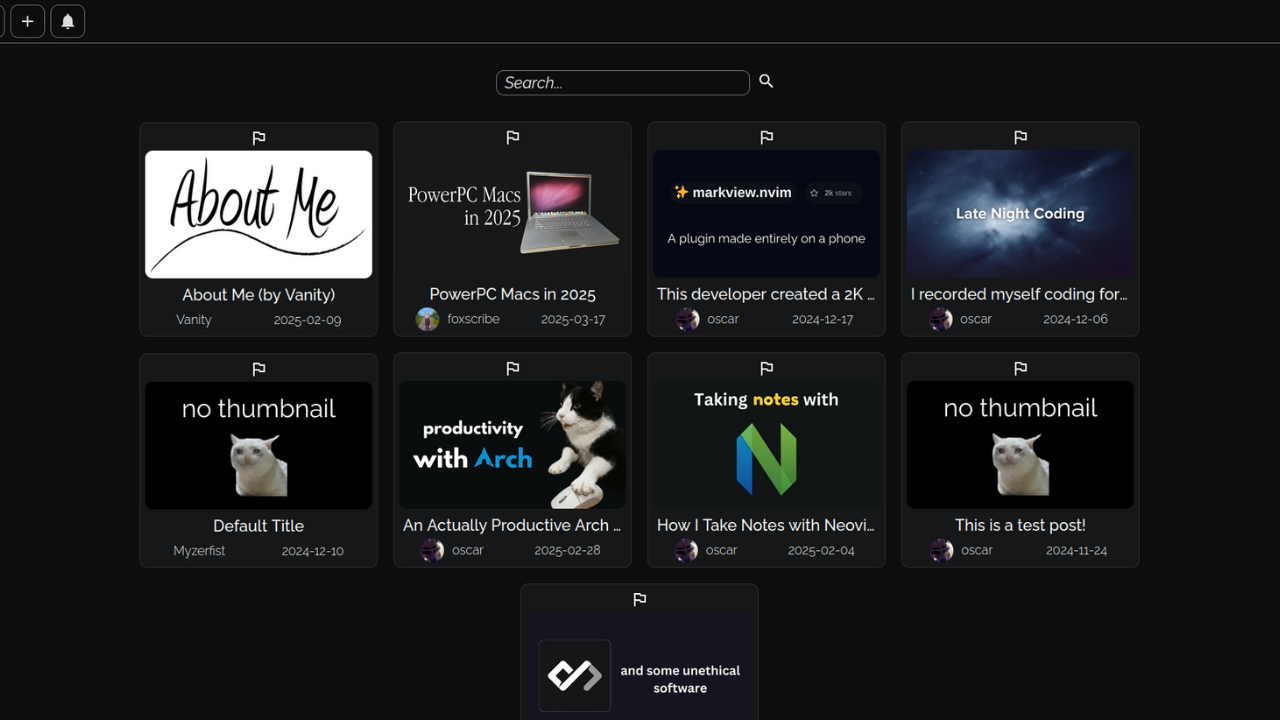 Search...
About Me
About Me (by Vanity)
Vanity 2025-02-09
PowerPC Macs
in 2025
PowerPC Macs in 2025
foxscribe 2025-03-17
✨ markview.nvim ☆ 2k stars
A plugin made entirely on a phone
This developer created a 2K ...
oscar 2024-12-17
Late Night Coding
I recorded myself coding for...
oscar 2024-12-06
no thumbnail
Default Title
Myzerfist 2024-12-10
productivity
with Arch
An Actually Productive Arch ...
oscar 2025-02-28
Taking notes with
How I Take Notes with Neovi...
oscar 2025-02-04
no thumbnail
This is a test post!
oscar 2024-11-24
and some unethical
software